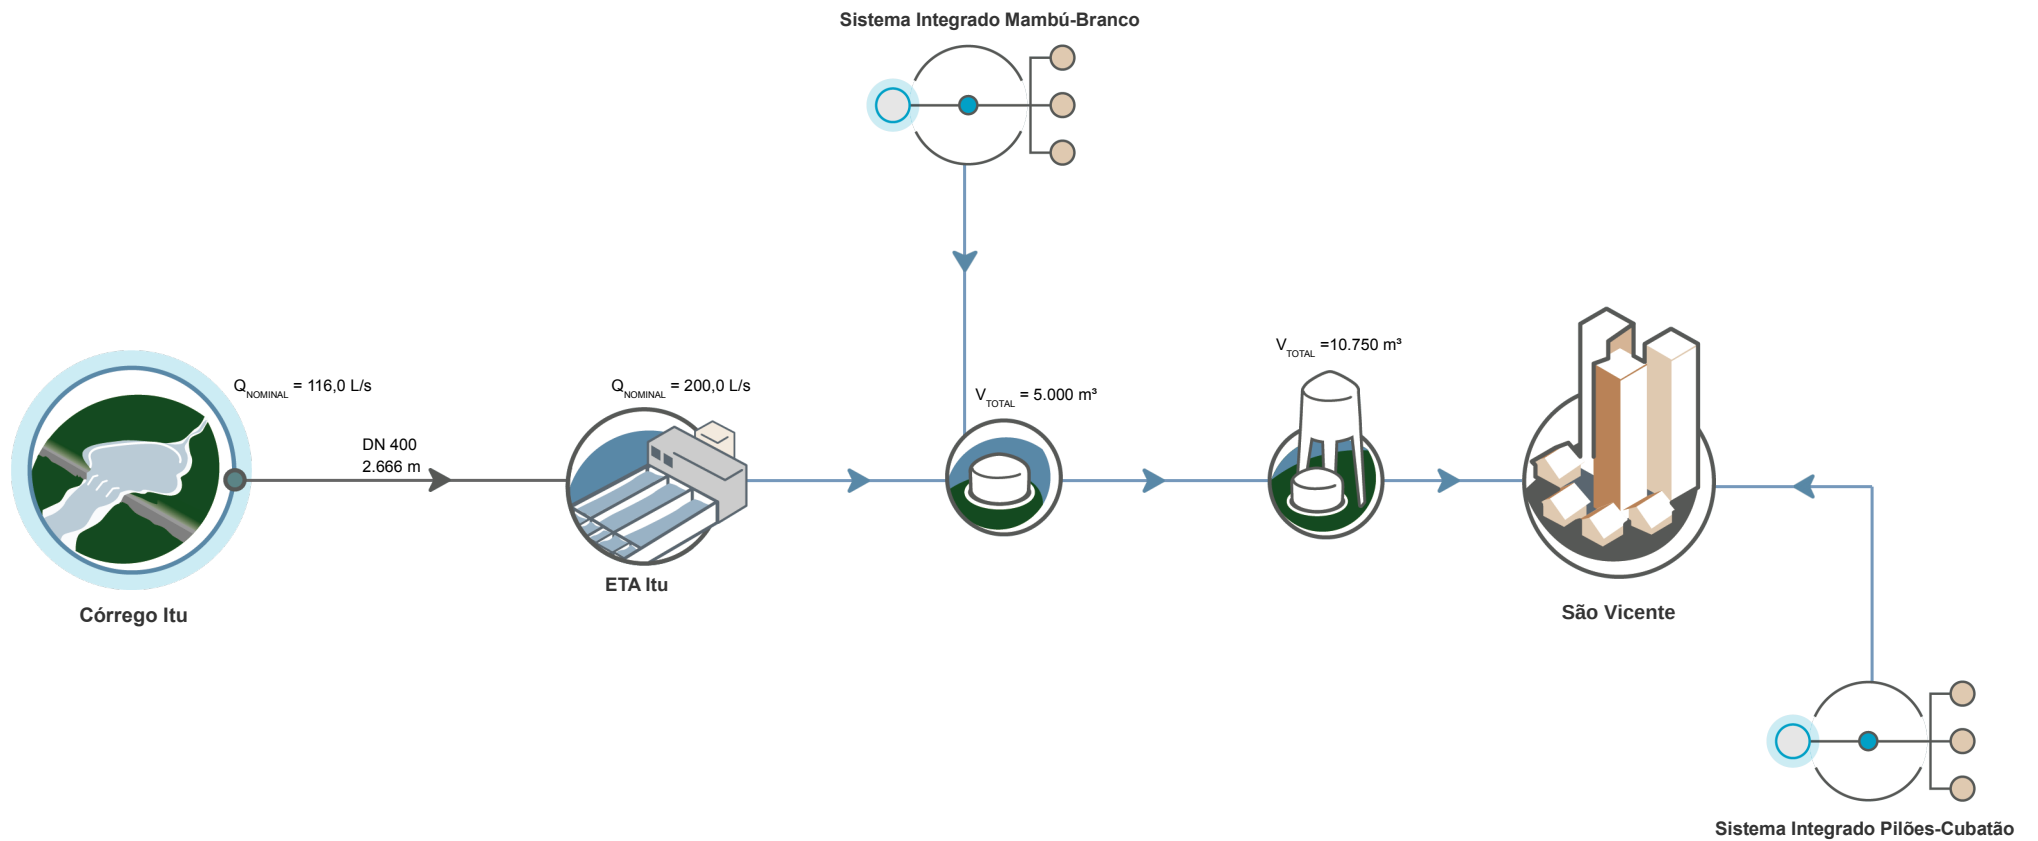 Sistema Integrado Mambú-Branco
V TOTAL =10.750 m³
Q NOMINAL = 116,0 L/s
Q NOMINAL = 200,0 L/s
V TOTAL = 5.000 m³
DN 400
2.666 m
ETA Itu
Córrego Itu
São Vicente
Sistema Integrado Pilões-Cubatão